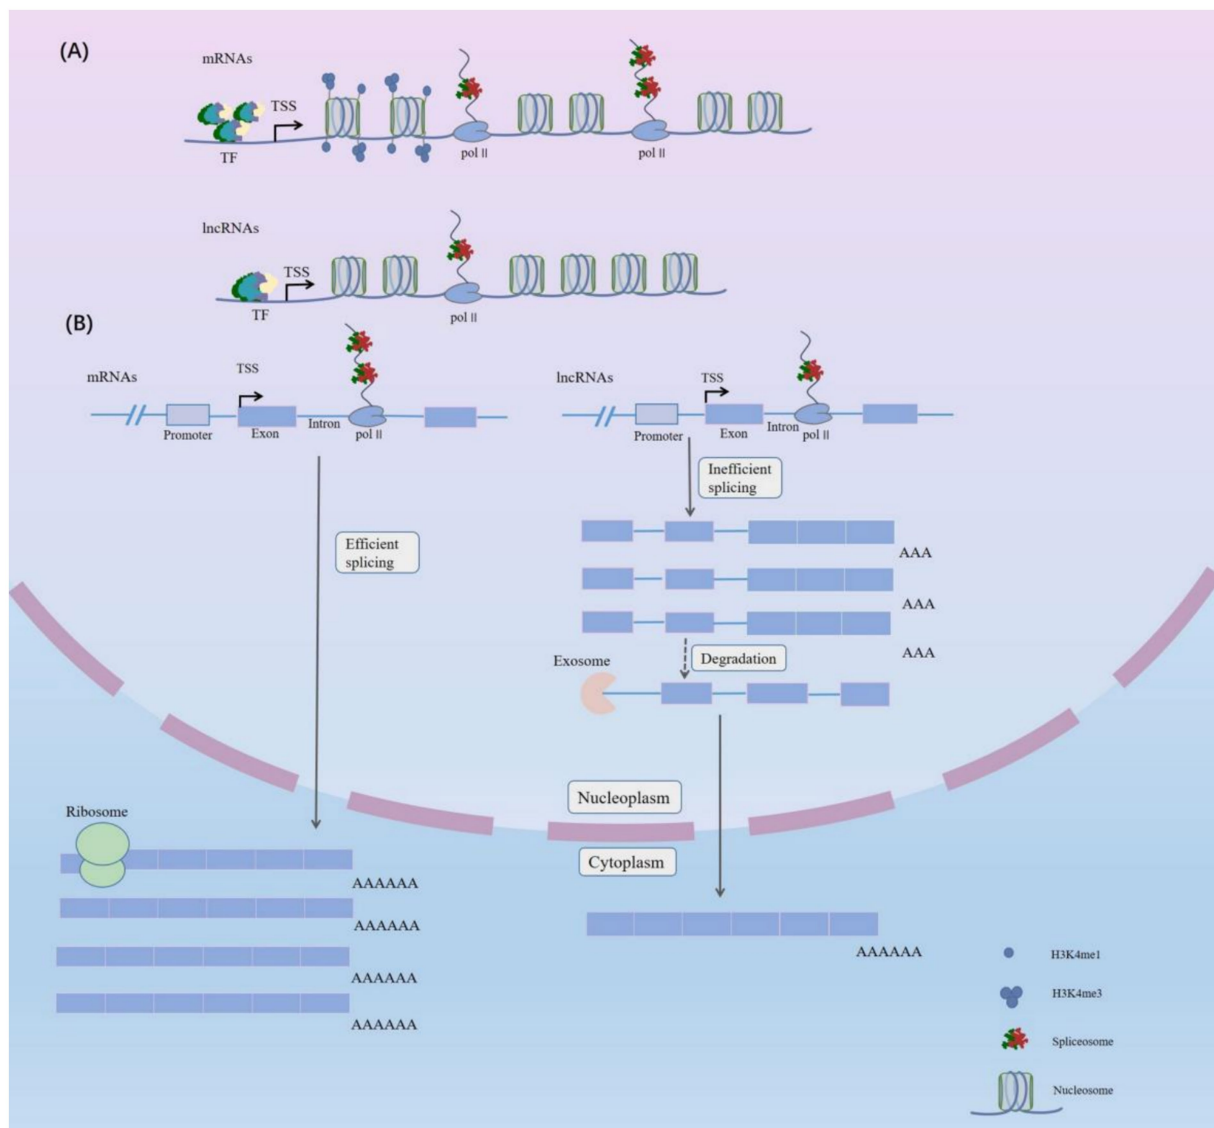 (A)
mRNAs
TSS
TF
pol II
pol II
lncRNAs
TSS
TF
pol II
(B)
mRNAs
TSS
Promoter
Exon
Intron
pol II
lncRNAs
TSS
Promoter
Exon
Intron
pol II
Inefficient
splicing
Efficient
splicing
AAA
AAA
AAA
Degradation
Exosome
Nucleoplasm
Cytoplasm
Ribosome
AAAAAA
AAAAAA
AAAAAA
AAAAAA
AAAAAA
H3K4me1
H3K4me3
Spliceosome
Nucleosome